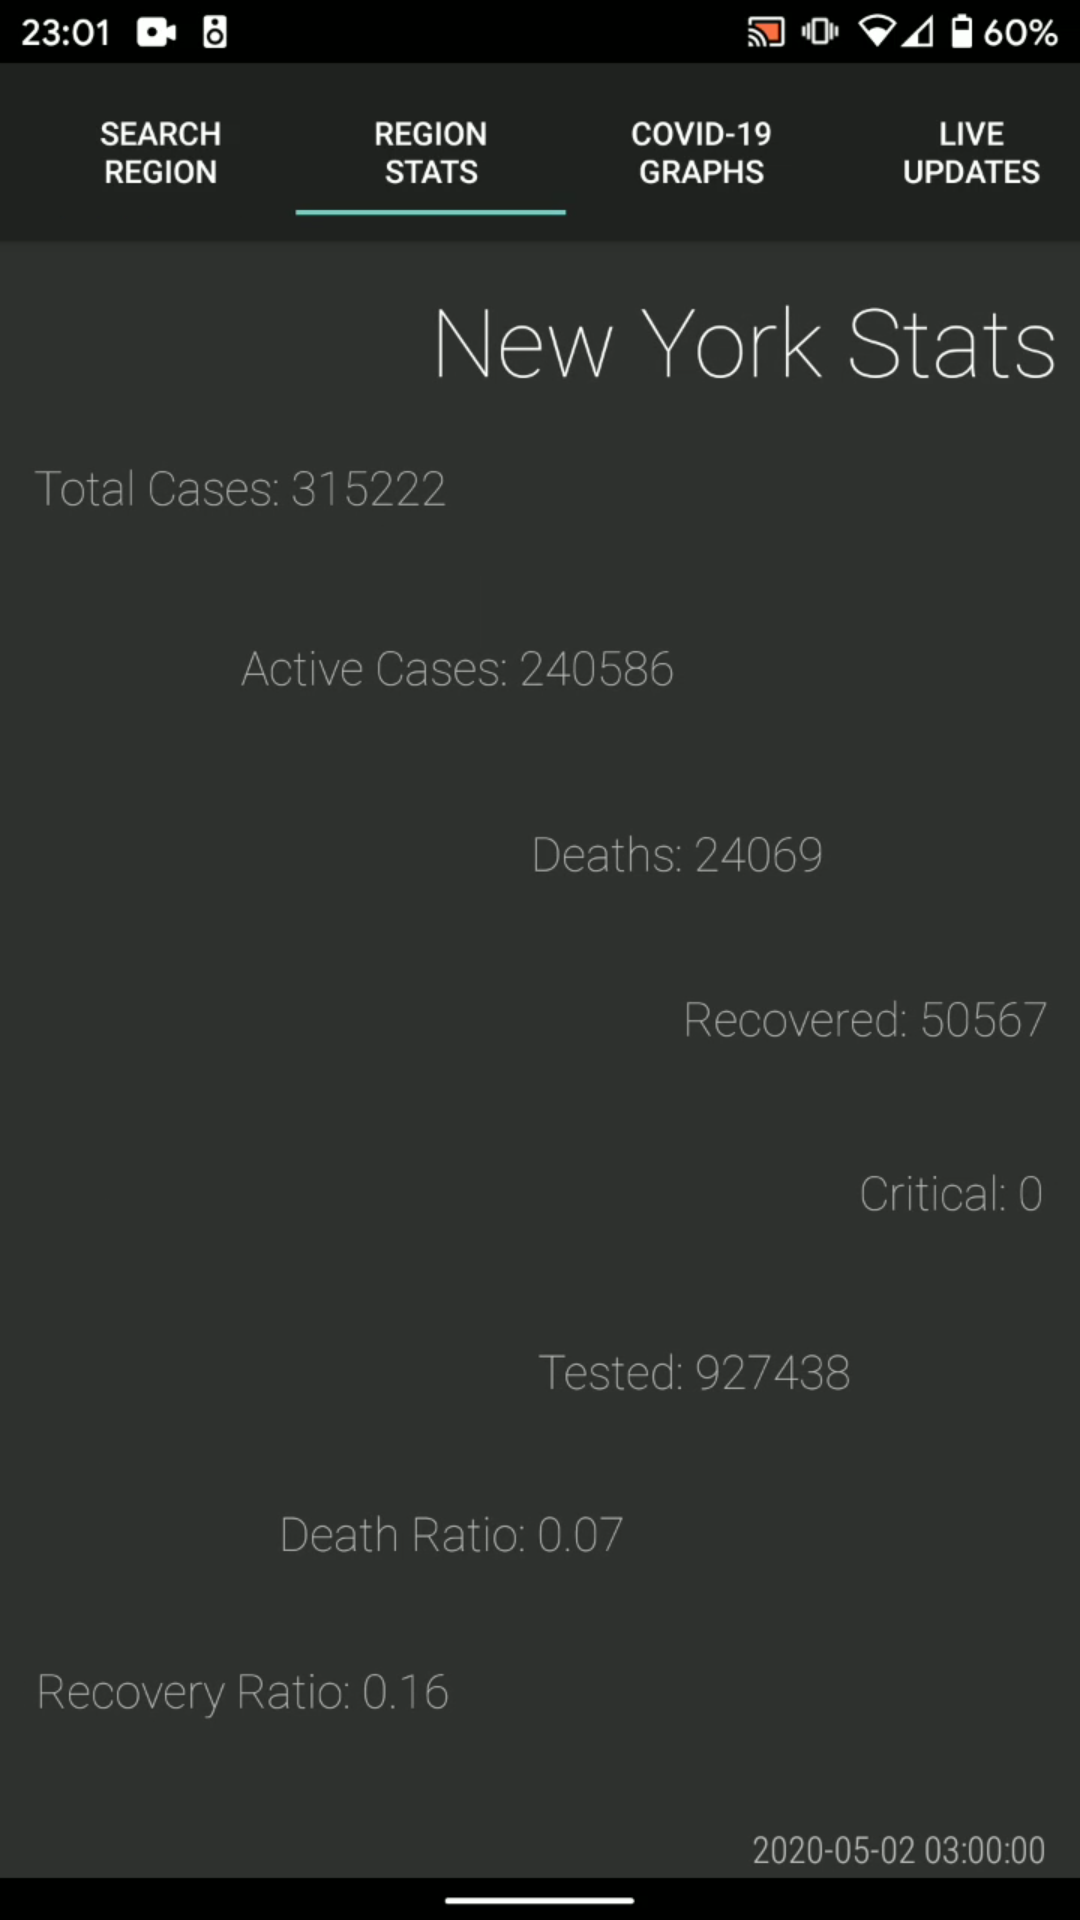 23:01 60%
SEARCH REGION
REGION STATS
COVID-19 GRAPHS
LIVE UPDATES
New York Stats
Total Cases: 315222
Active Cases: 240586
Deaths: 24069
Recovered: 50567
Critical: 0
Tested: 927438
Death Ratio: 0.07
Recovery Ratio: 0.16
2020-05-02 03:00:00